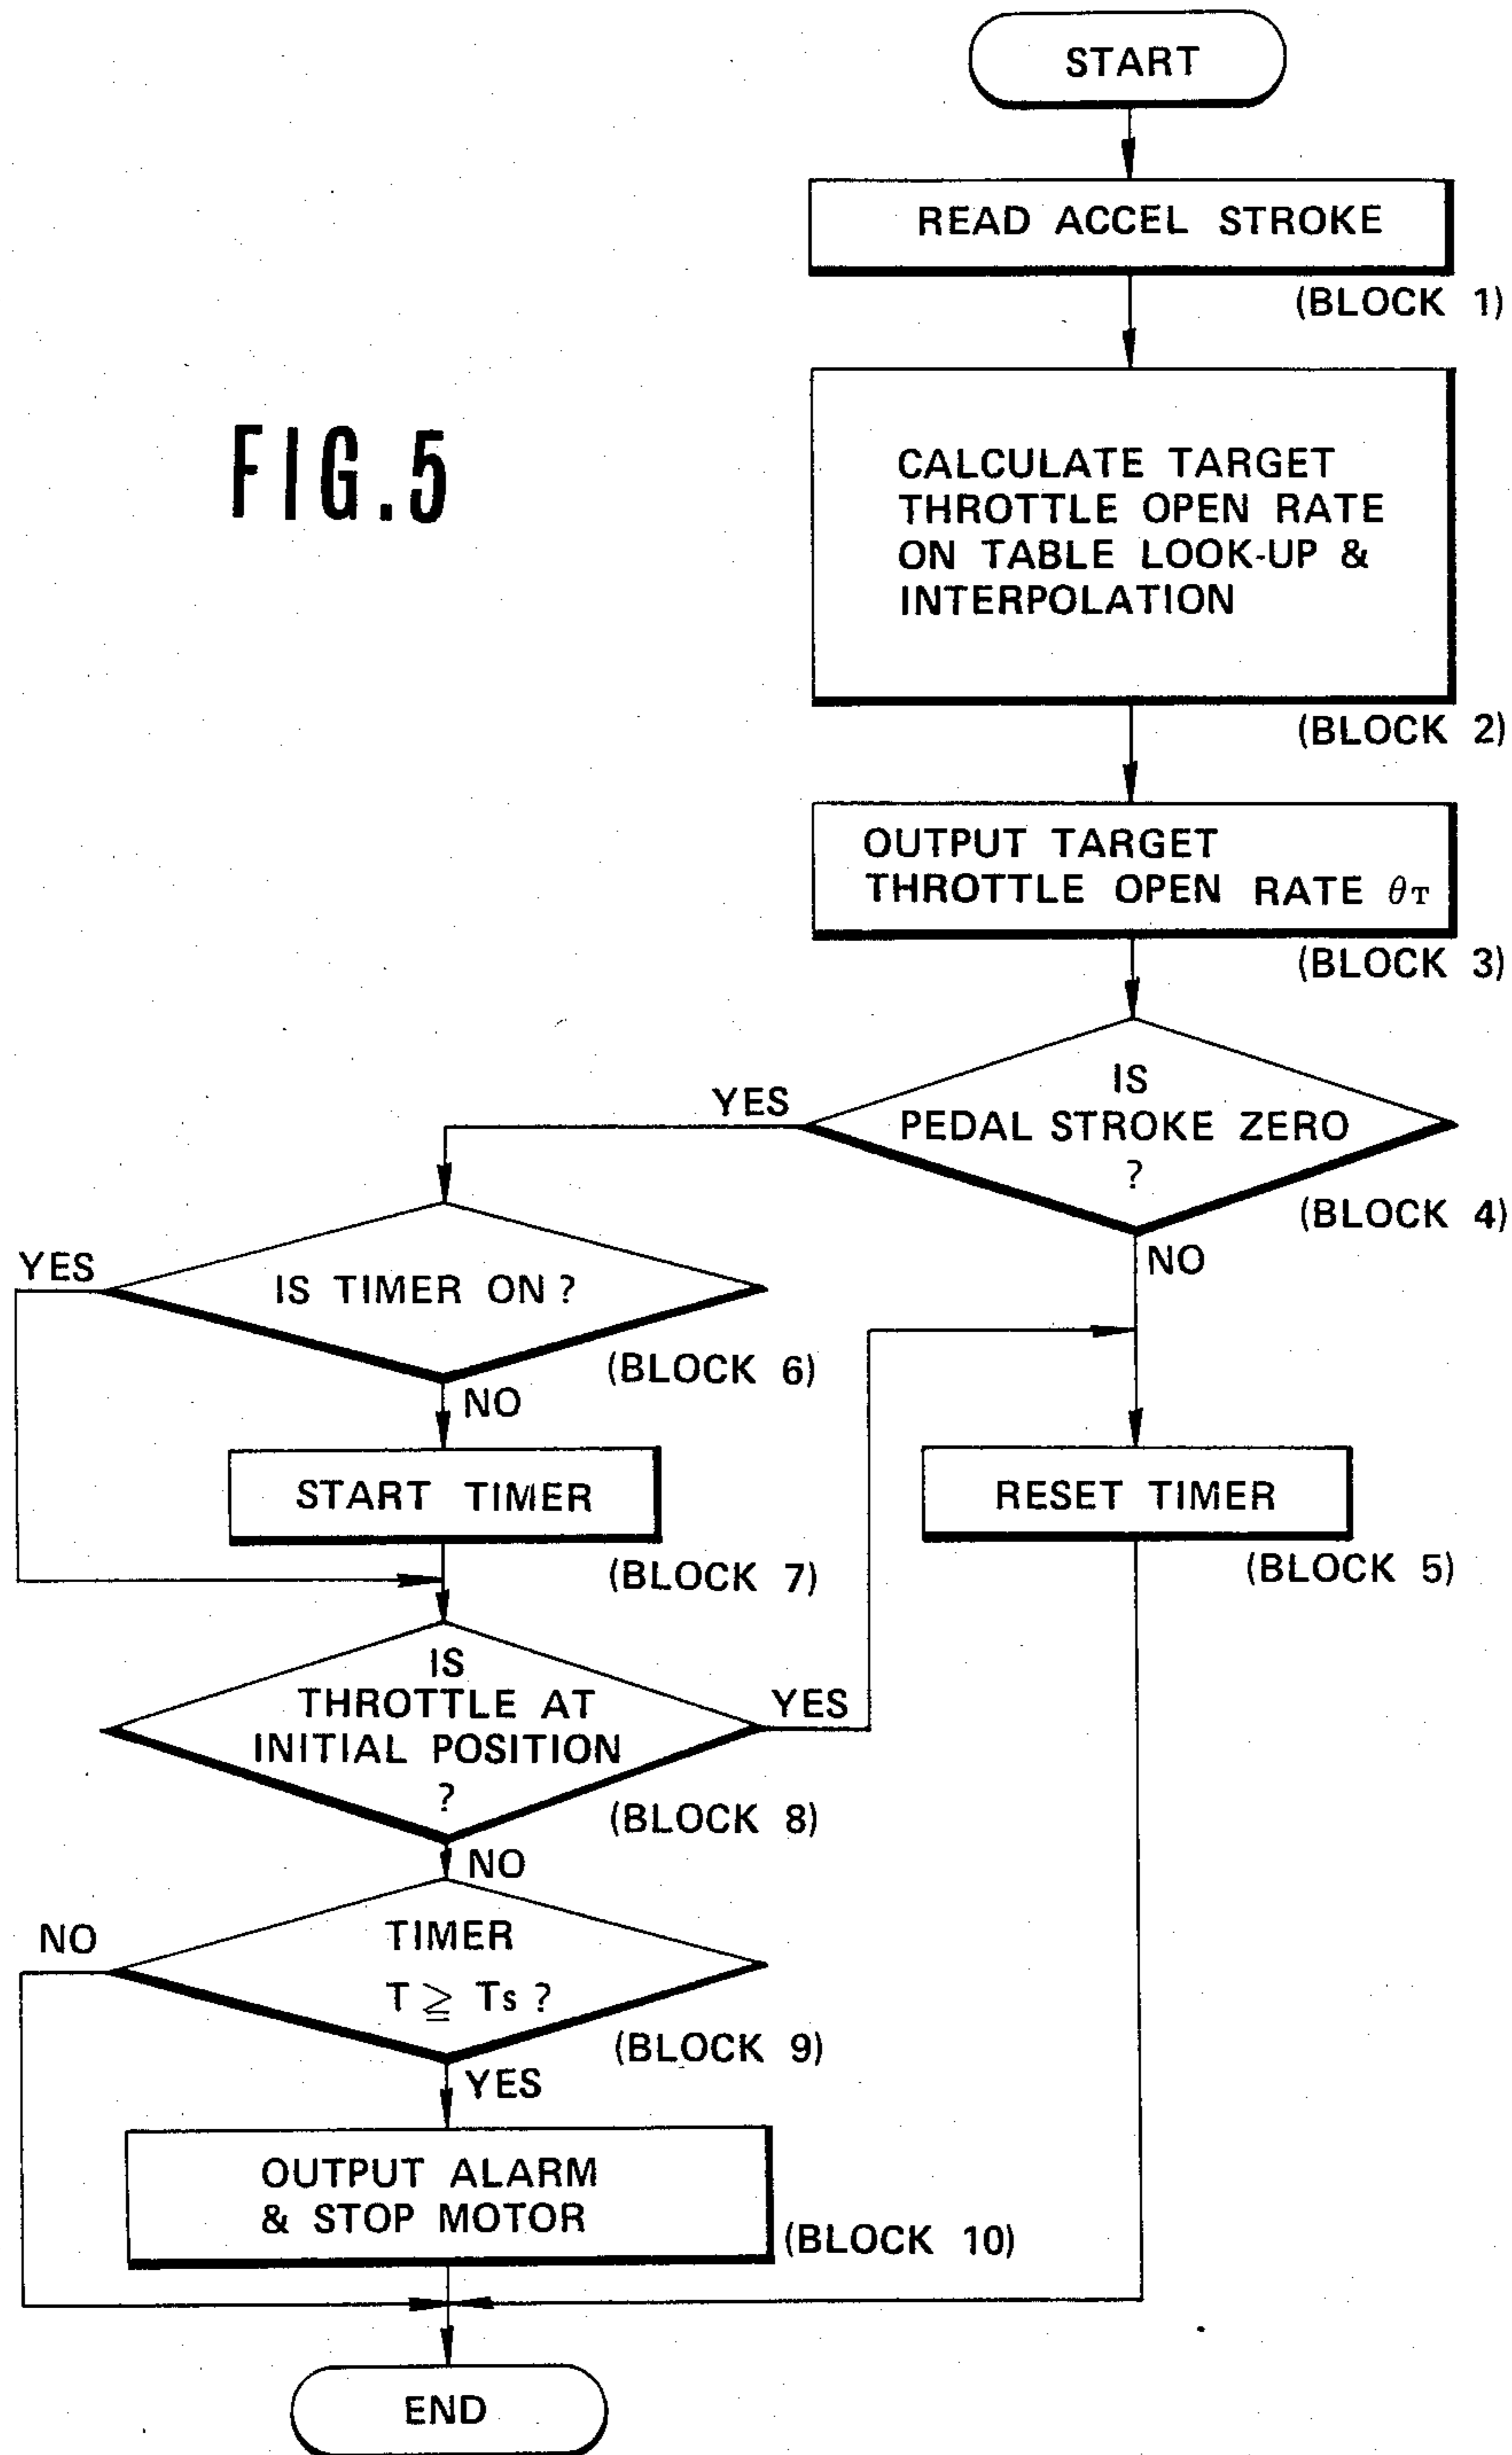 START
READ ACCEL STROKE
(BLOCK 1)
FIG.5
CALCULATE TARGET
THROTTLE OPEN RATE
ON TABLE LOOK-UP &
INTERPOLATION
(BLOCK 2)
OUTPUT TARGET
THROTTLE OPEN RATE θT
(BLOCK 3)
IS
PEDAL STROKE ZERO
?
YES
(BLOCK 4)
NO
IS TIMER ON ?
YES
(BLOCK 6)
NO
START TIMER
(BLOCK 7)
RESET TIMER
(BLOCK 5)
IS
THROTTLE AT
INITIAL POSITION
?
YES
(BLOCK 8)
NO
TIMER
T ≧ Ts ?
NO
(BLOCK 9)
YES
OUTPUT ALARM
& STOP MOTOR
(BLOCK 10)
END